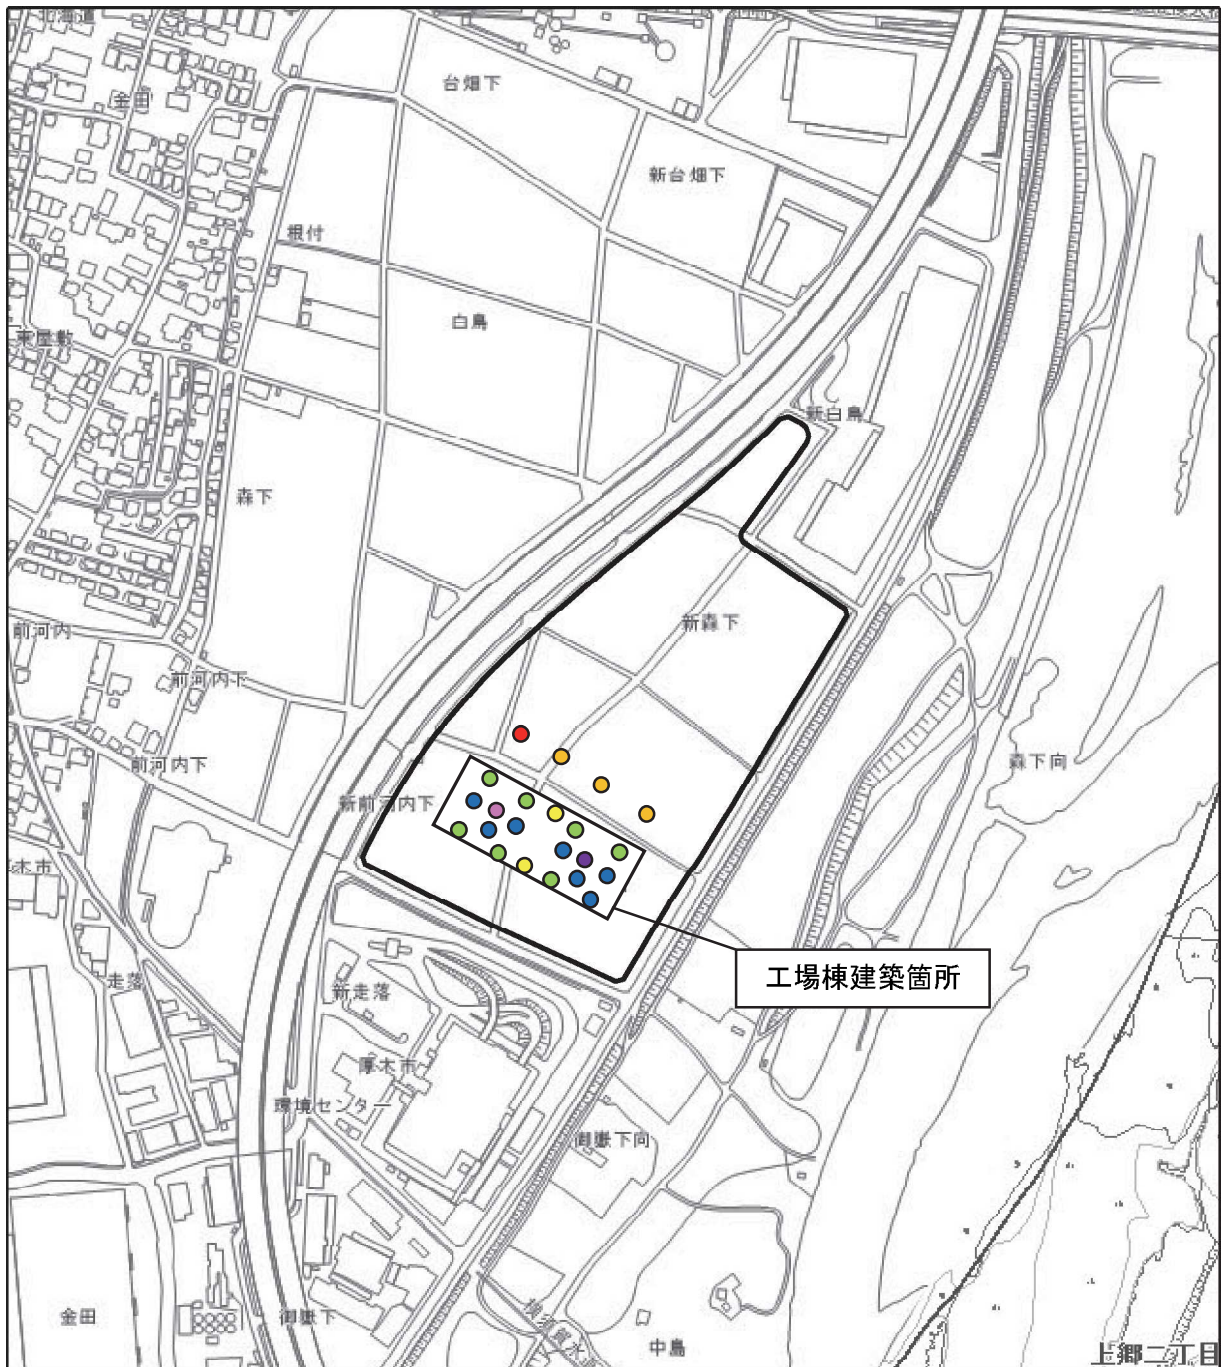 北海道
金田
台畑下
新台畑下
根付
白鳥
東屋敷
新白鳥
森下
新森下
前河内
前河内下
前河内下
森下向
新前河内下
厚木市
工場棟建築箇所
走落
新走落
厚木市
環境センター
御嶽下向
金田
御嶽下
中島
上郷二丁目